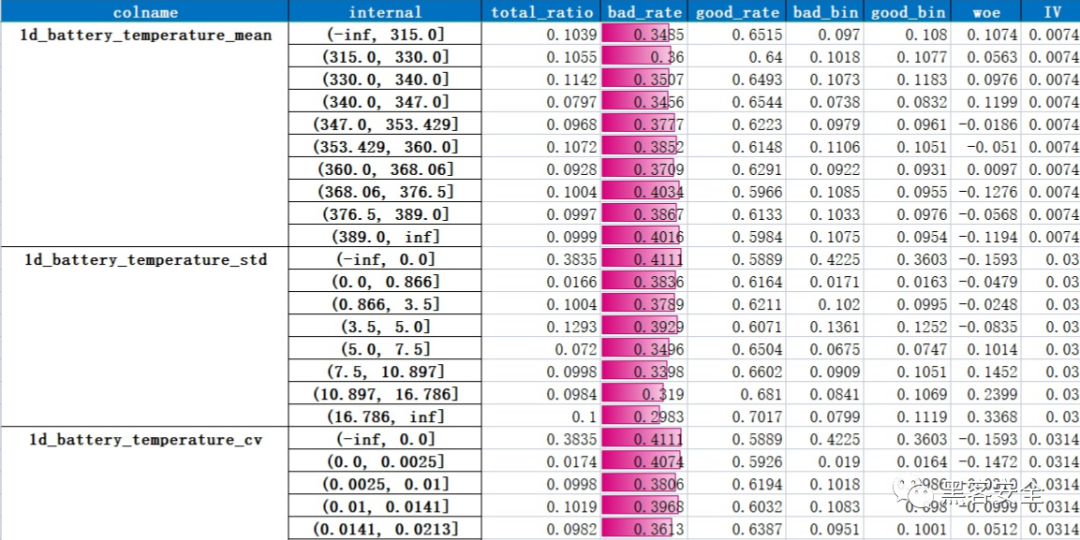 colname internal total_ratio bad_rate good_rate bad_bin good_bin woe IV
1d_battery_temperature_mean (-inf, 315.0] 0.1039 0.3485 0.6515 0.097 0.108 0.1074 0.0074
(315.0, 330.0] 0.1055 0.36 0.64 0.1018 0.1077 0.0563 0.0074
(330.0, 340.0] 0.1142 0.3507 0.6493 0.1073 0.1183 0.0976 0.0074
(340.0, 347.0] 0.0797 0.3456 0.6544 0.0738 0.0832 0.1199 0.0074
(347.0, 353.429] 0.0968 0.3777 0.6223 0.0979 0.0961 -0.0186 0.0074
(353.429, 360.0] 0.1072 0.3852 0.6148 0.1106 0.1051 -0.051 0.0074
(360.0, 368.06] 0.0928 0.3709 0.6291 0.0922 0.0931 0.0097 0.0074
(368.06, 376.5] 0.1004 0.4034 0.5966 0.1085 0.0955 -0.1276 0.0074
(376.5, 389.0] 0.0997 0.3867 0.6133 0.1033 0.0976 -0.0568 0.0074
(389.0, inf] 0.0999 0.4016 0.5984 0.1075 0.0954 -0.1194 0.0074
1d_battery_temperature_std (-inf, 0.0] 0.3835 0.4111 0.5889 0.4225 0.3603 -0.1593 0.03
(0.0, 0.866] 0.0166 0.3836 0.6164 0.0171 0.0163 -0.0479 0.03
(0.866, 3.5] 0.1004 0.3789 0.6211 0.102 0.0995 -0.0248 0.03
(3.5, 5.0] 0.1293 0.3929 0.6071 0.1361 0.1252 -0.0835 0.03
(5.0, 7.5] 0.072 0.3496 0.6504 0.0675 0.0747 0.1014 0.03
(7.5, 10.897] 0.0998 0.3398 0.6602 0.0909 0.1051 0.1452 0.03
(10.897, 16.786] 0.0984 0.319 0.681 0.0841 0.1069 0.2399 0.03
(16.786, inf] 0.1 0.2983 0.7017 0.0799 0.1119 0.3368 0.03
1d_battery_temperature_cv (-inf, 0.0] 0.3835 0.4111 0.5889 0.4225 0.3603 -0.1593 0.0314
(0.0, 0.0025] 0.0174 0.4074 0.5926 0.019 0.0164 -0.1472 0.0314
(0.0025, 0.01] 0.0998 0.3806 0.6194 0.1018 0.0314
(0.01, 0.0141] 0.1019 0.3968 0.6032 0.1083 -0.0999 0.0314
(0.0141, 0.0213] 0.0982 0.3613 0.6387 0.0951 0.1001 0.0512 0.0314
黑客安全